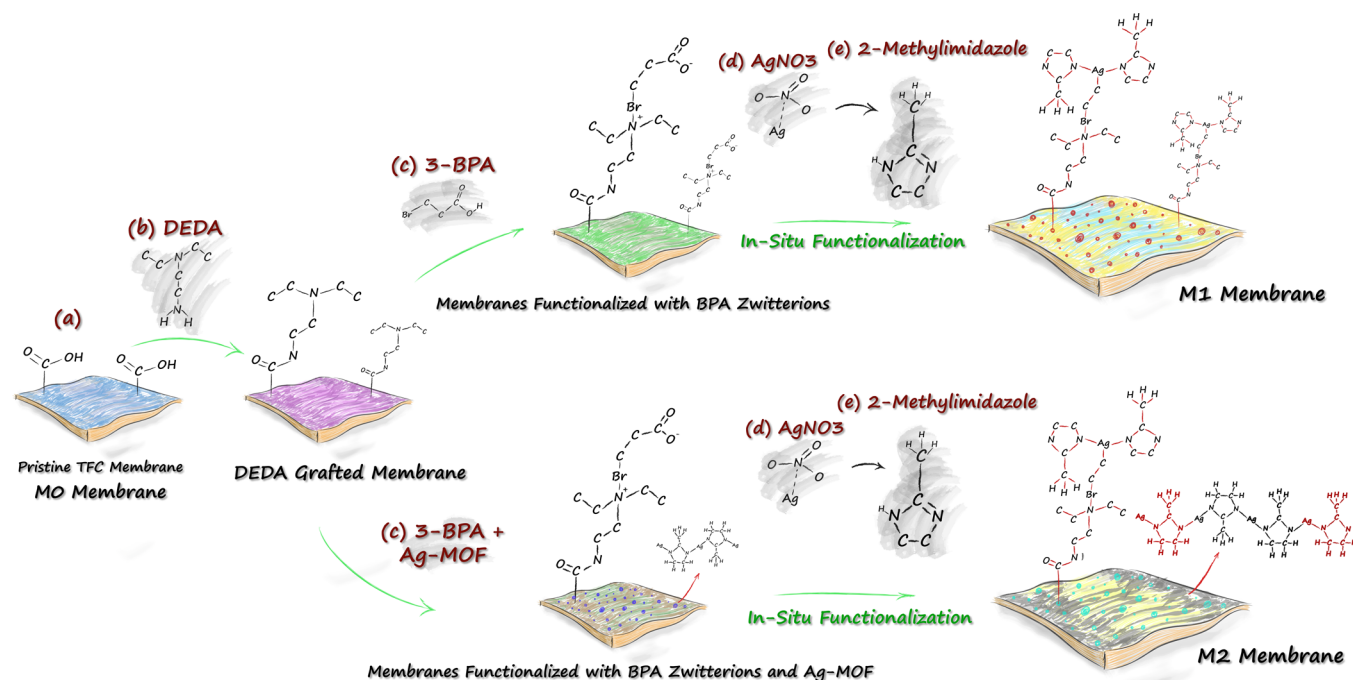 (a)
Pristine TFC Membrane
MO Membrane
(b) DEDA
DEDA Grafted Membrane
(c) 3-BPA
Membranes Functionalized with BPA Zwitterions
(d) AgNO3
(e) 2-Methylimidazole
In-Situ Functionalization
M1 Membrane
(c) 3-BPA +
Ag-MOF
Membranes Functionalized with BPA Zwitterions and Ag-MOF
(d) AgNO3
(e) 2-Methylimidazole
In-Situ Functionalization
M2 Membrane